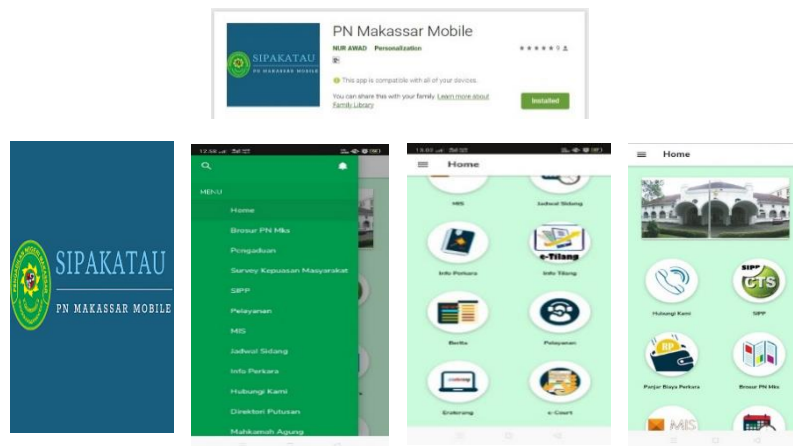 PN Makassar Mobile
NUR AWAD Personalization
This app is compatible with all of your devices.
You can share this with your family. Learn more about
Family Library
Installed
SIPAKATAU
PN MAKASSAR MOBILE
SIPAKATAU
PN MAKASSAR MOBILE
MENU
Home
Brosur PN Mks
Pengaduan
Survey Kepuasan Masyarakat
SIPP
Pelayanan
MIS
Jadwal Sidang
Info Perkara
Hubungi Kami
Direktori Putusan
Mahkamah Agung
Home
MIS
Jadwal Sidang
e-Tilang
Info Perkara
Info Tilang
Berita
Pelayanan
Eraterang
e-Court
Home
SIPP
CTS
Hubungi Kami
SIPP
RP
Panjar Biaya Perkara
Brosur PN Mks
MIS